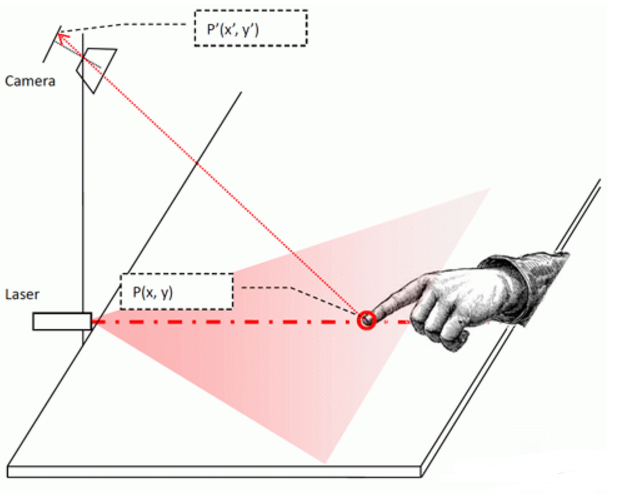 P’(x’, y’)
Camera
Laser
P(x, y)